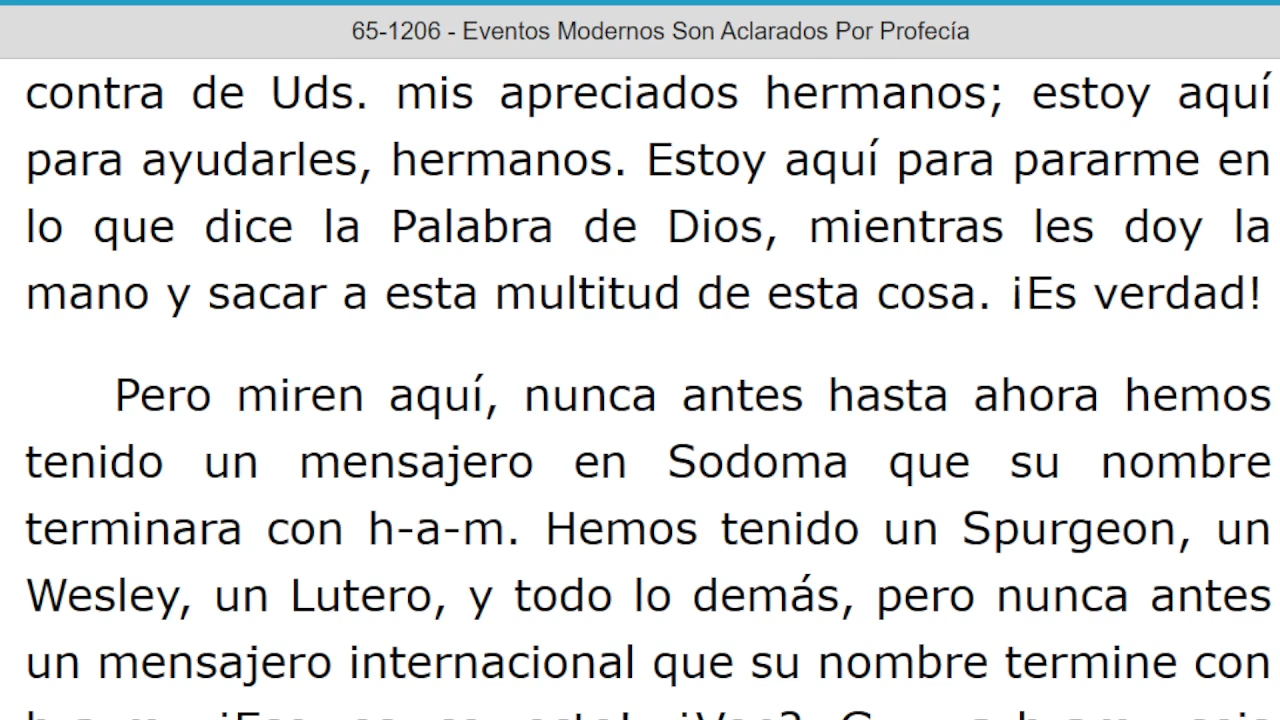 65-1206 - Eventos Modernos Son Aclarados Por Profecía
contra de Uds. mis apreciados hermanos; estoy aquí
para ayudarles, hermanos. Estoy aquí para pararme en
lo que dice la Palabra de Dios, mientras les doy la
mano y sacar a esta multitud de esta cosa. ¡Es verdad!
Pero miren aquí, nunca antes hasta ahora hemos
tenido un mensajero en Sodoma que su nombre
terminara con h-a-m. Hemos tenido un Spurgeon, un
Wesley, un Lutero, y todo lo demás, pero nunca antes
un mensajero internacional que su nombre termine con